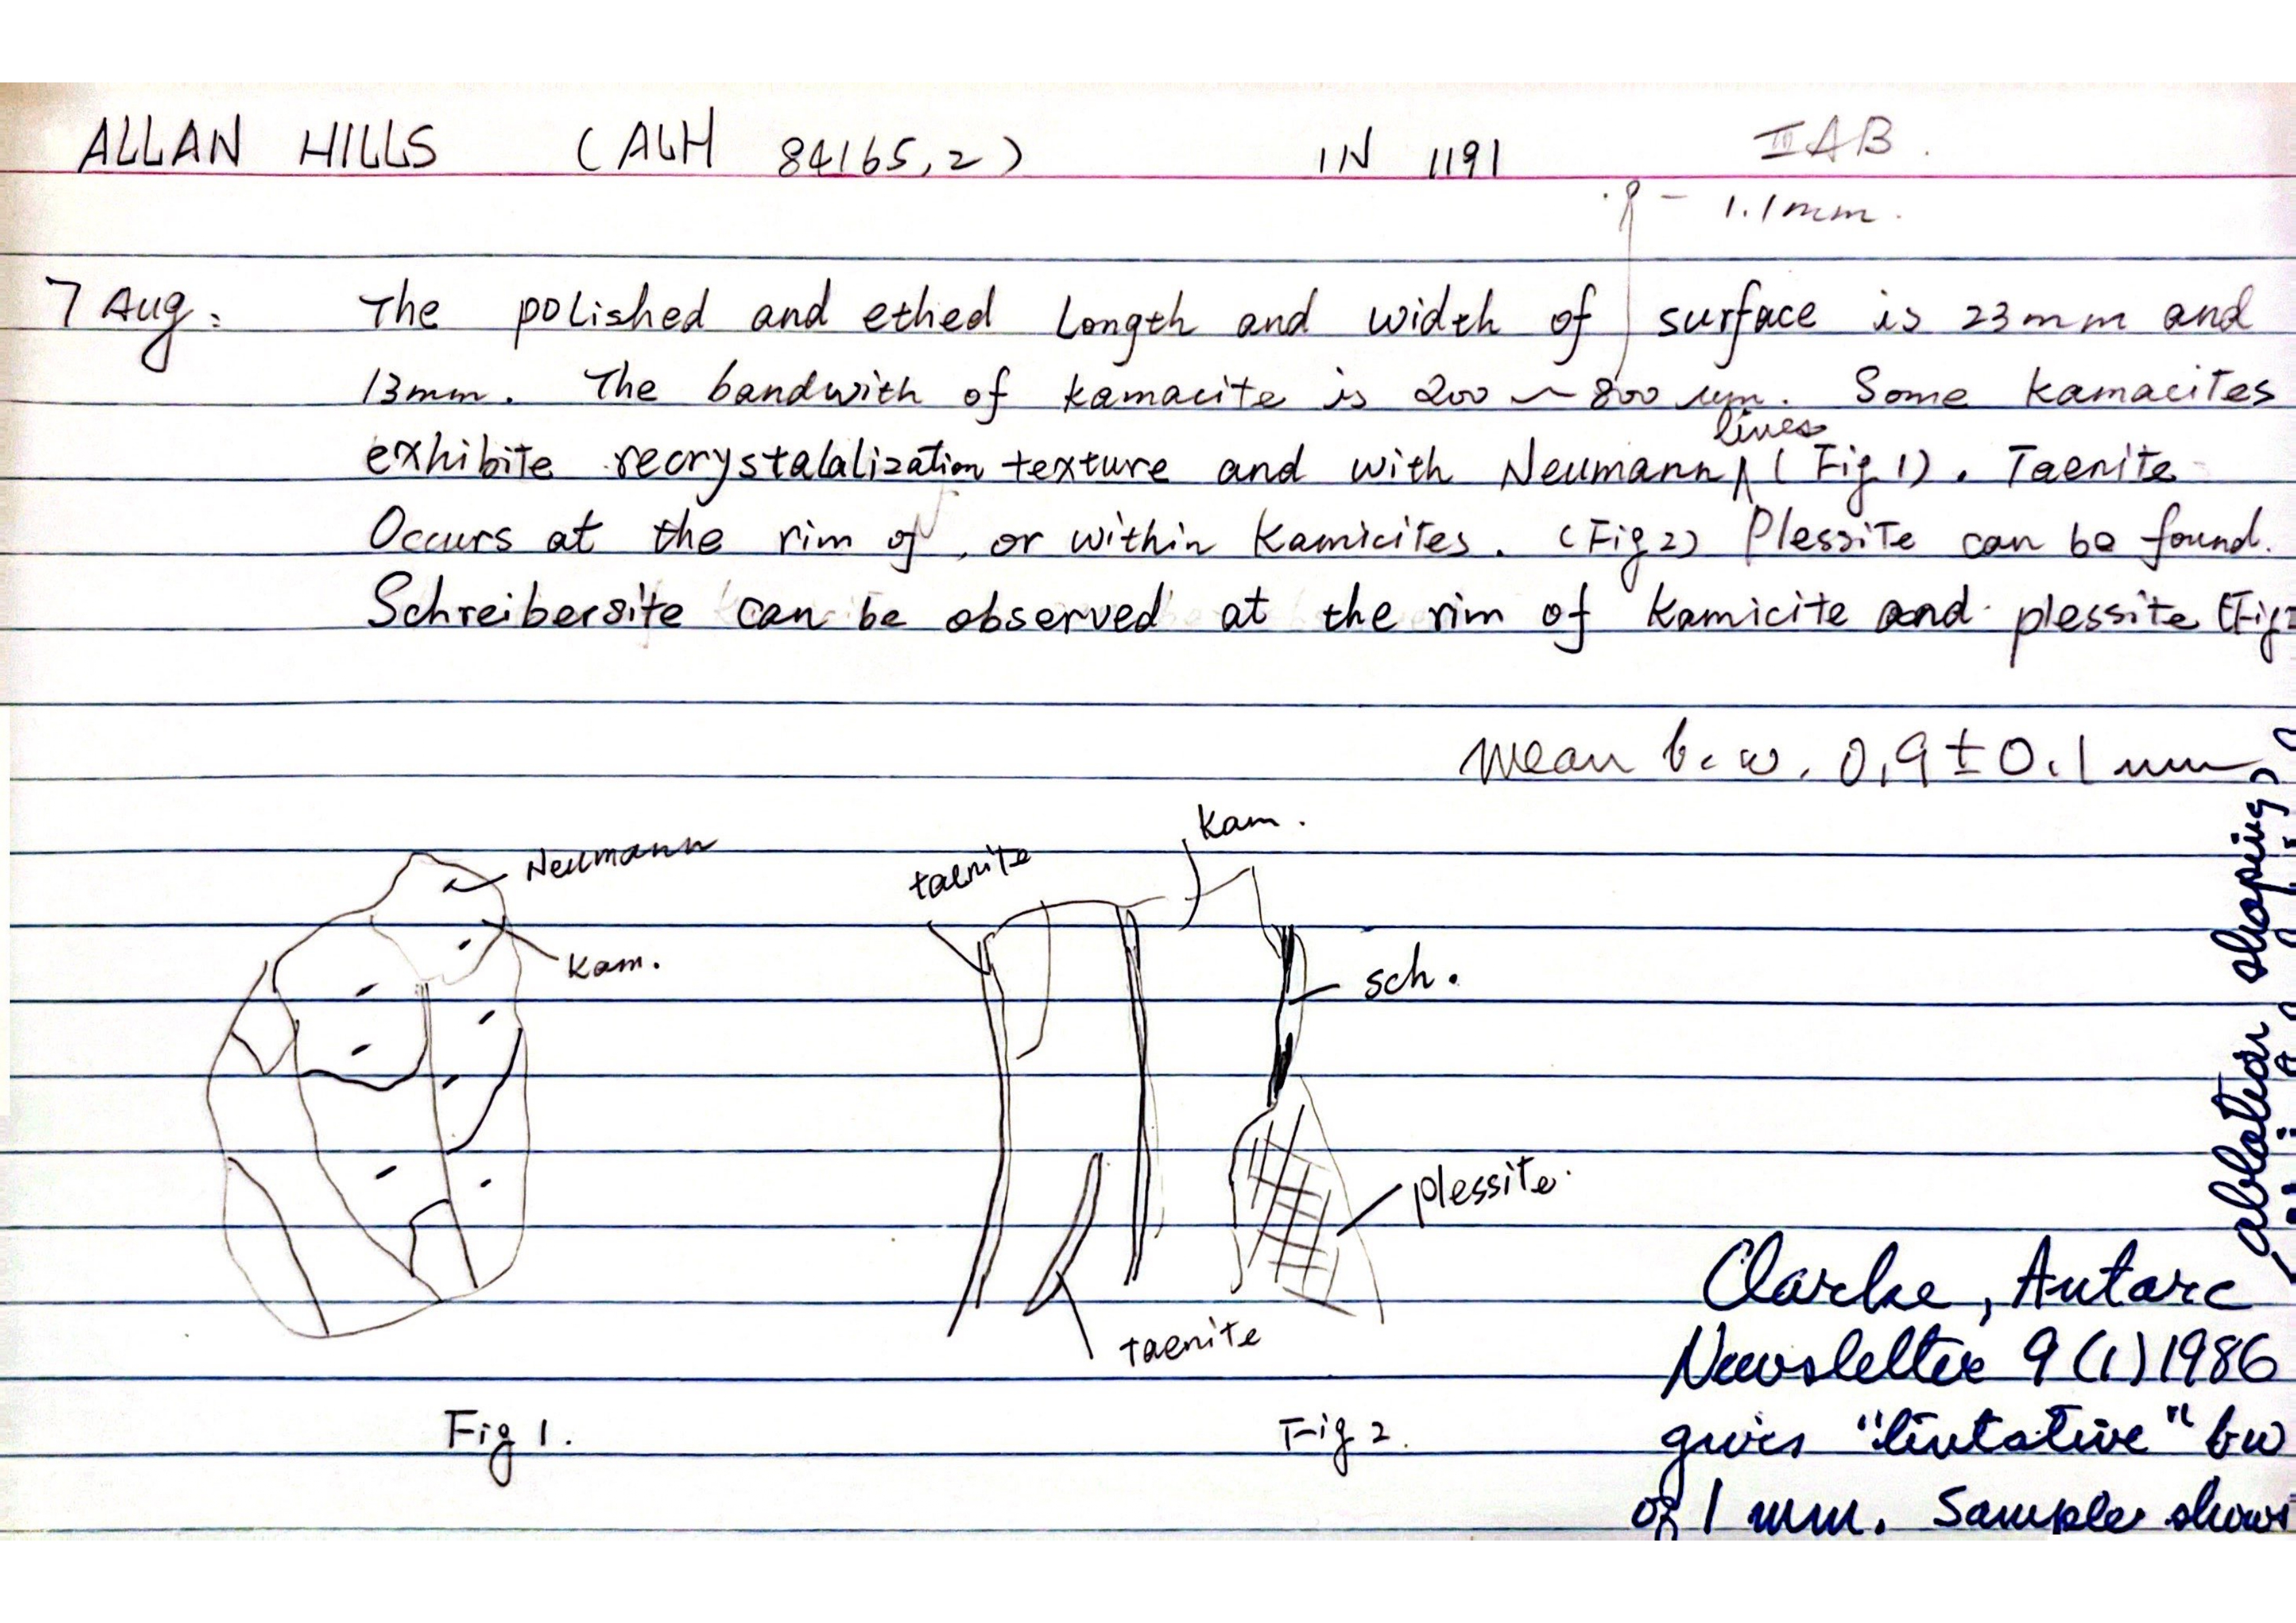 ALLAN HILLS (ALH 84165,2) IN 1191 IIIAB.
- 1.1mm.
7 Aug: The polished and ethed Length and width of surface is 23mm and
13mm. The bandwith of kamacite is 200 ~ 800 um. Some kamacites
exhibite recrystalalization texture and with Neumann lines (Fig 1). Taenite
Occurs at the rim of, or within Kamicites. (Fig 2) Plessite can be found.
Schreibersite can be observed at the rim of Kamicite and plessite (Fig 2
mean b.w. 0.9 ± 0.1 mm
Neumann
Kam.
taenite
Kam.
sch.
plessite
taenite
Fig 1.
Fig 2.
Clarke, Antarc
Newsletter 9 (1) 1986
gives "tentative" bw
of 1 mm. Sample shows
ablation shaping,